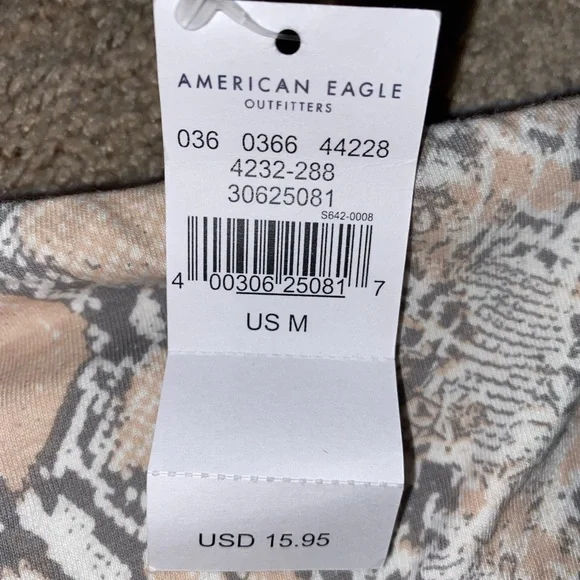 AMERICAN EAGLE
OUTFITTERS
036 0366 44228
4232-288
30625081
S642-0008
4 00306 25081 7
US M
USD 15.95